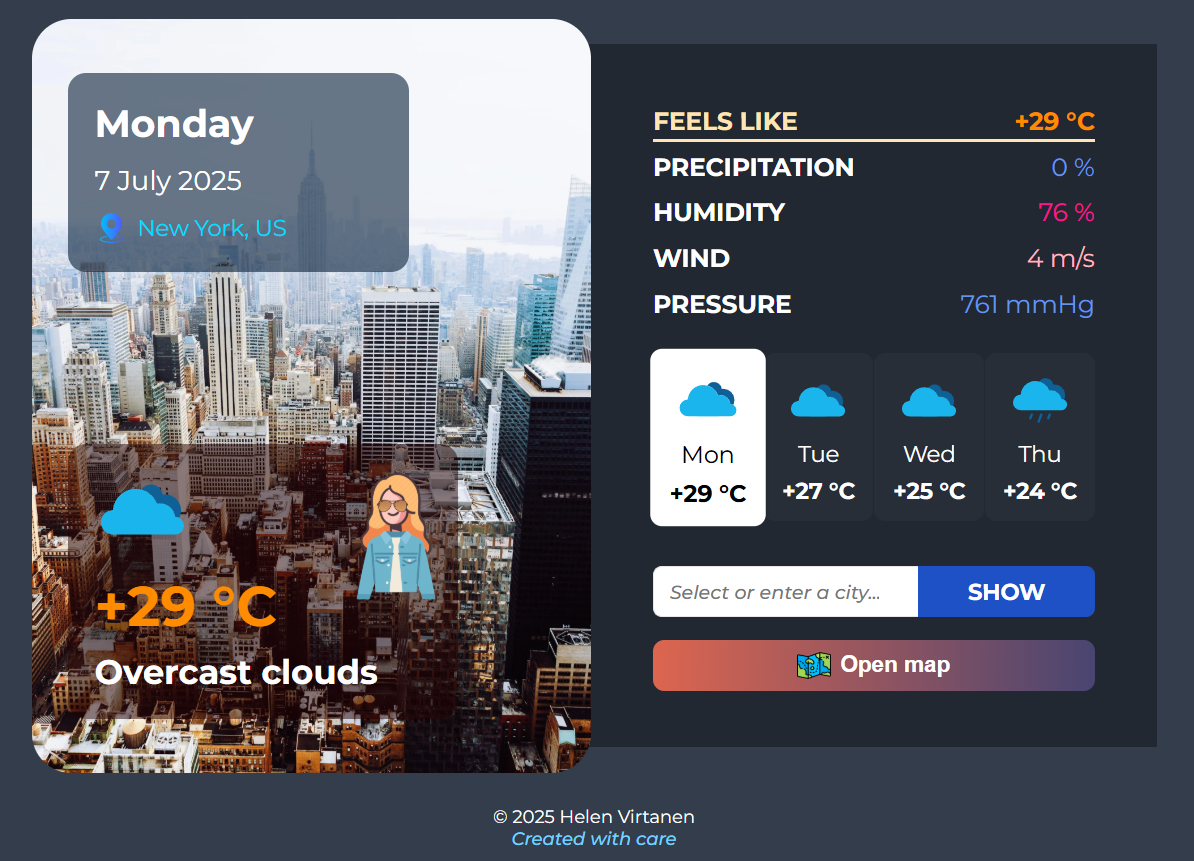 Monday
7 July 2025
New York, US
+29 °C
Overcast clouds
FEELS LIKE +29 °C
PRECIPITATION 0 %
HUMIDITY 76 %
WIND 4 m/s
PRESSURE 761 mmHg
Mon Tue Wed Thu
+29 °C +27 °C +25 °C +24 °C
Select or enter a city... SHOW
Open map
© 2025 Helen Virtanen
Created with care